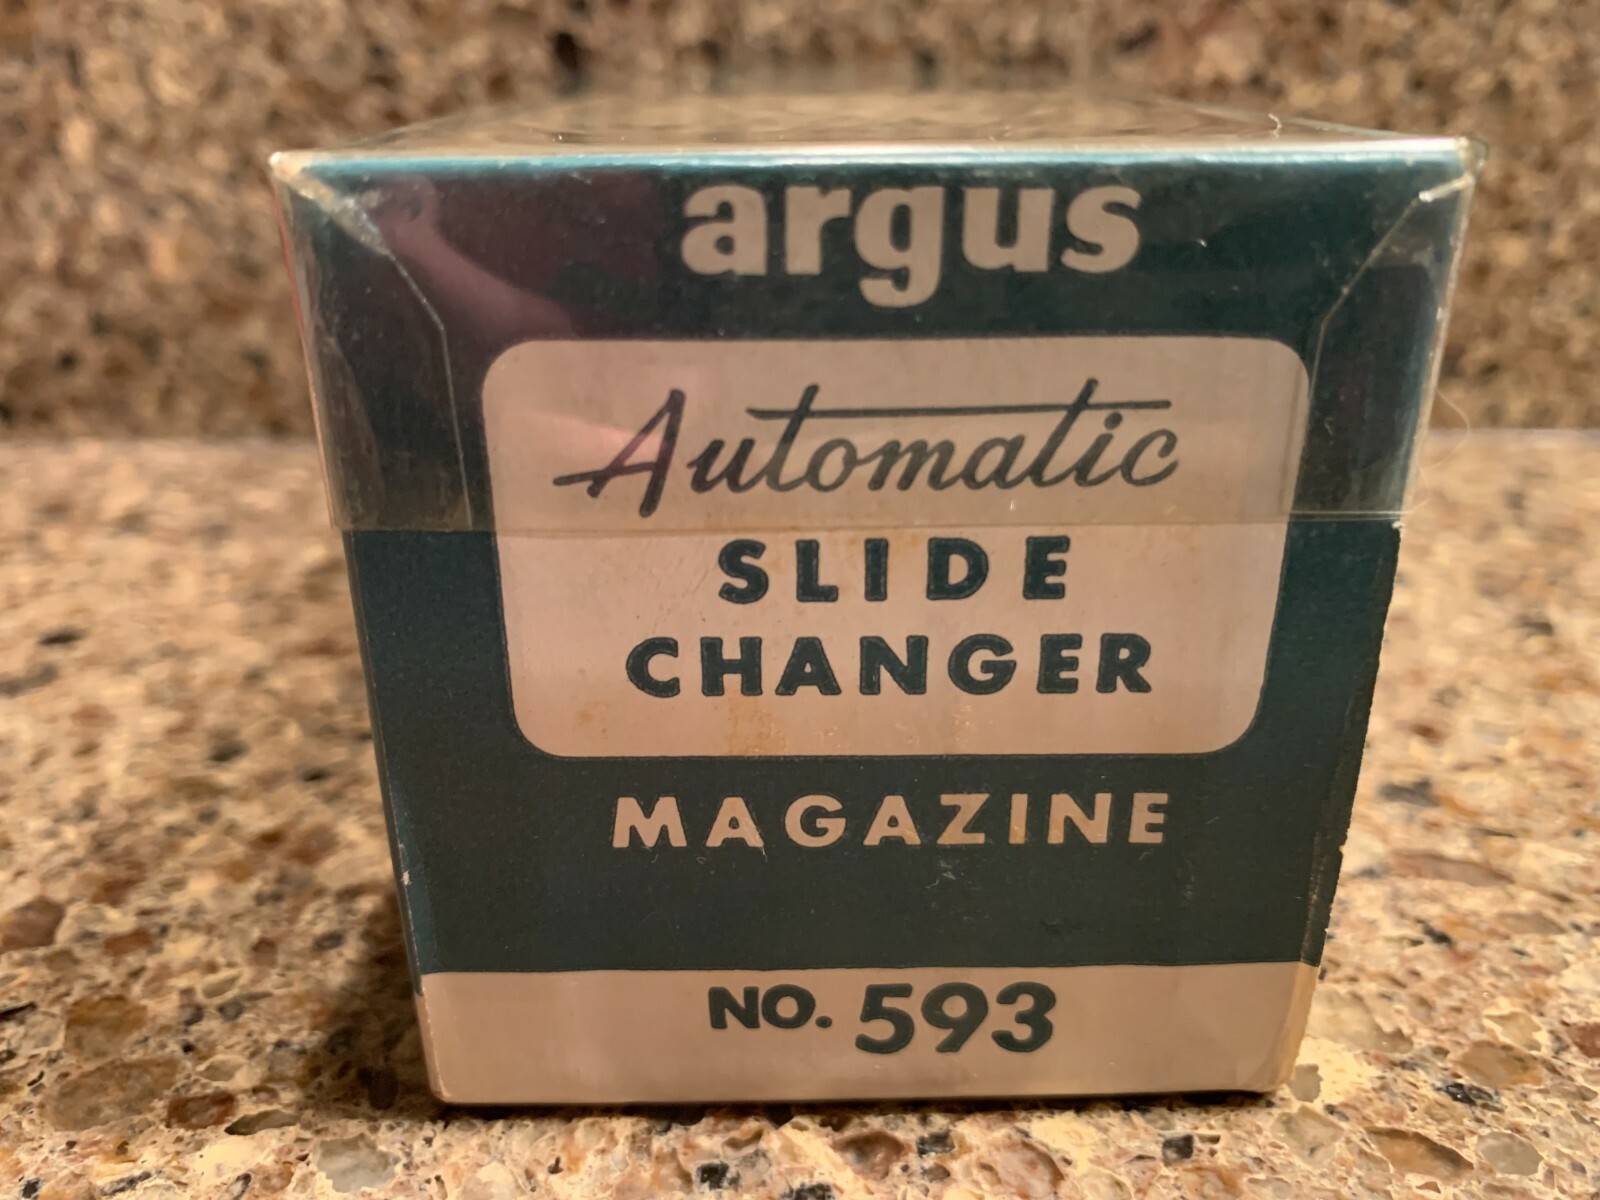 argus
Automatic
SLIDE
CHANGER
MAGAZINE
NO. 593